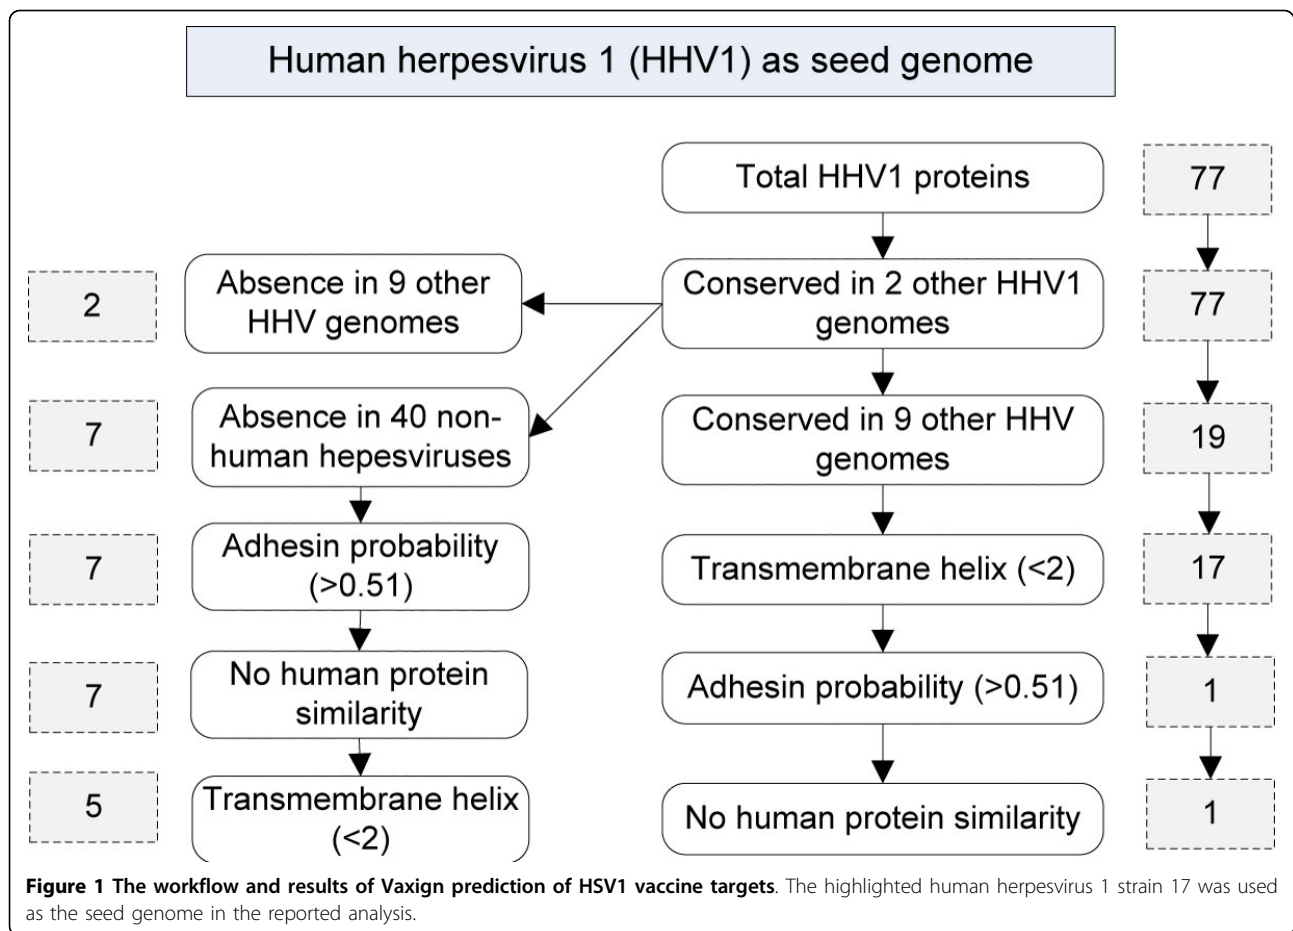 Human herpesvirus 1 (HHV1) as seed genome
Total HHV1 proteins
77
2
Absence in 9 other
HHV genomes
Conserved in 2 other HHV1
genomes
77
7
Absence in 40 non-
human hepesviruses
Conserved in 9 other HHV
genomes
19
7
Adhesin probability
(>0.51)
Transmembrane helix (<2)
17
7
No human protein
similarity
Adhesin probability (>0.51)
1
5
Transmembrane helix
(<2)
No human protein similarity
1
Figure 1 The workflow and results of Vaxign prediction of HSV1 vaccine targets. The highlighted human herpesvirus 1 strain 17 was used
as the seed genome in the reported analysis.